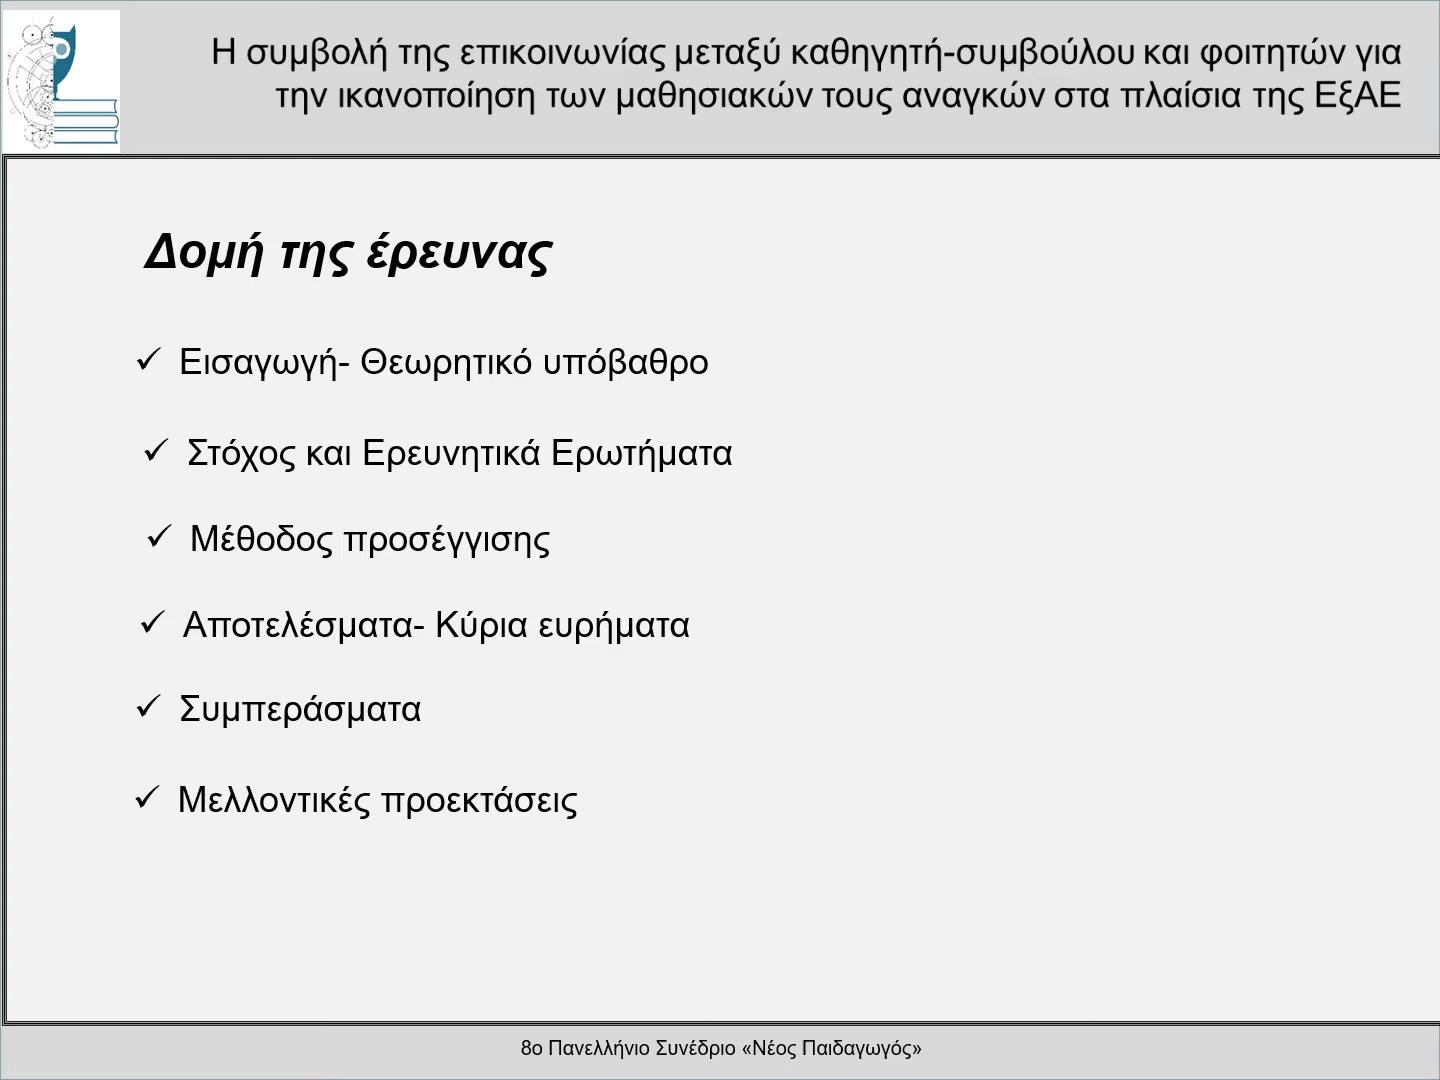 Η συμβολή της επικοινωνίας μεταξύ καθηγητή-συμβούλου και φοιτητών για
την ικανοποίηση των μαθησιακών τους αναγκών στα πλαίσια της ΕξΑΕ
Δομή της έρευνας
✓ Εισαγωγή- Θεωρητικό υπόβαθρο
✓ Στόχος και Ερευνητικά Ερωτήματα
✓ Μέθοδος προσέγγισης
✓ Αποτελέσματα- Κύρια ευρήματα
✓ Συμπεράσματα
✓ Μελλοντικές προεκτάσεις
8ο Πανελλήνιο Συνέδριο «Νέος Παιδαγωγός»